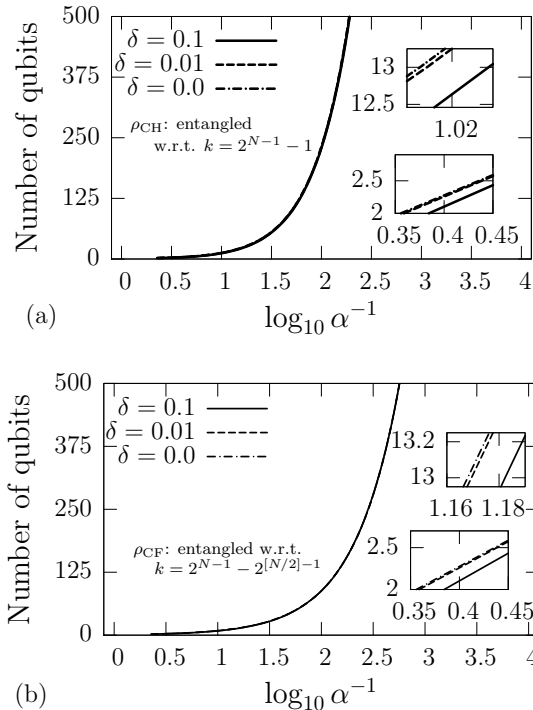 500
375
250
125
0
Number of qubits
δ = 0.1
δ = 0.01
δ = 0.0
ρ_CH: entangled
w.r.t. k = 2^{N−1} − 1
13
12.5
1.02
2.5
2
0.35 0.4 0.45
0 0.5 1 1.5 2 2.5 3 3.5 4
(a)
log₁₀ α⁻¹
500
375
250
125
0
Number of qubits
δ = 0.1
δ = 0.01
δ = 0.0
ρ_CF: entangled w.r.t.
k = 2^{N−1} − 2^{[N/2]−1}
13.2
13
1.16 1.18
2.5
2
0.35 0.4 0.45
0 0.5 1 1.5 2 2.5 3 3.5 4
(b)
log₁₀ α⁻¹